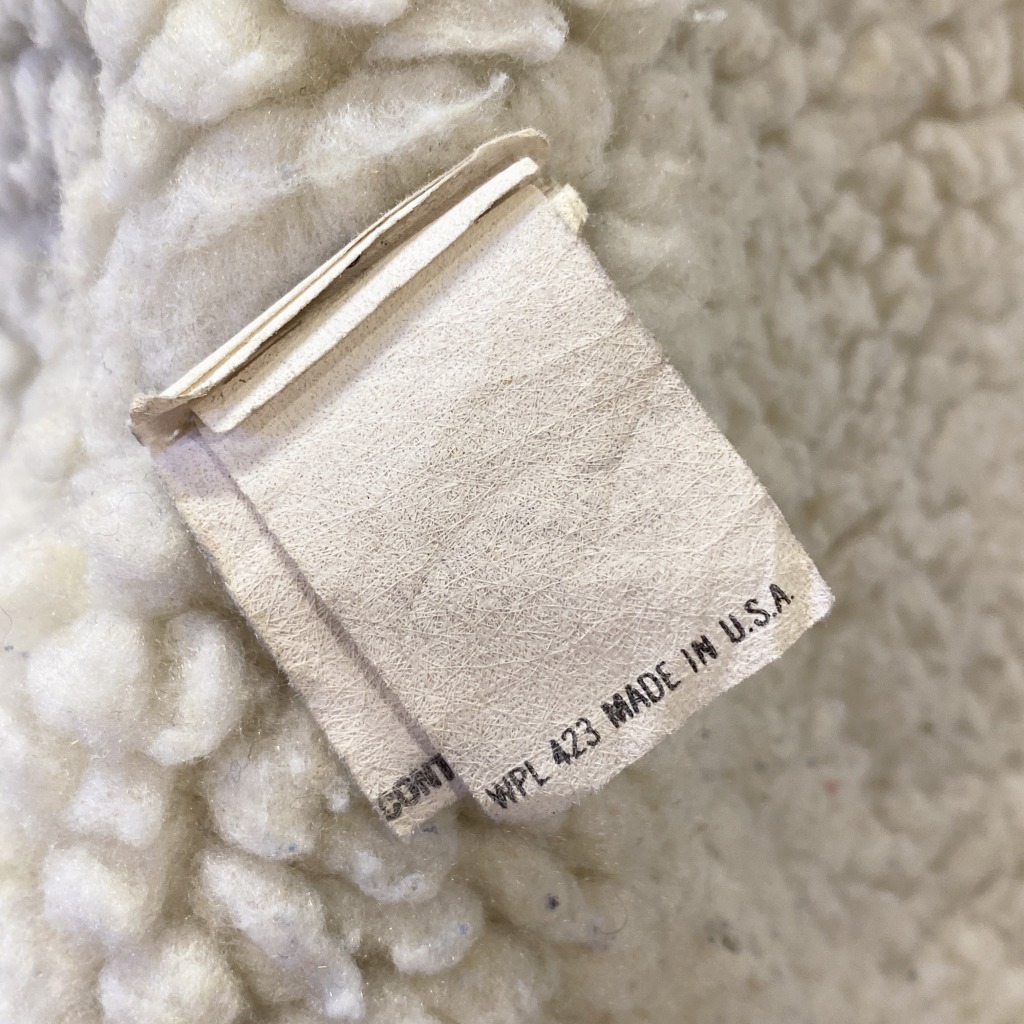 WPL 423 MADE IN U.S.A.
CONT